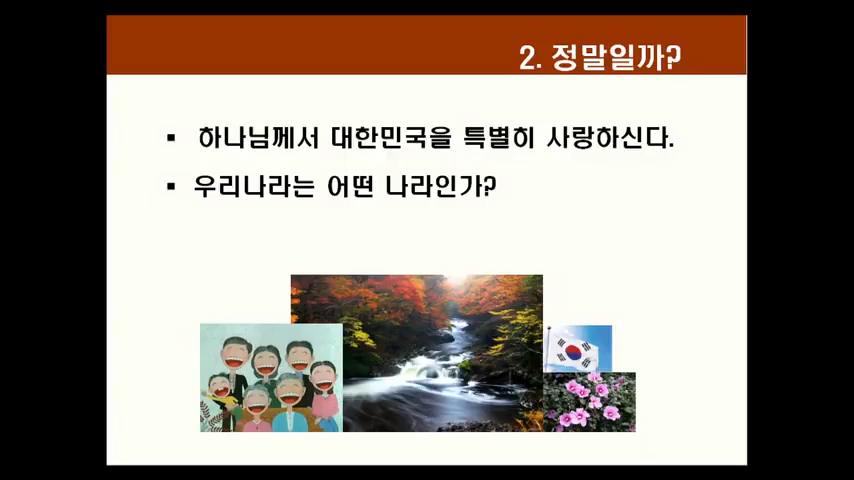 2. 정말일까?
▪ 하나님께서 대한민국을 특별히 사랑하신다.
▪ 우리나라는 어떤 나라인가?